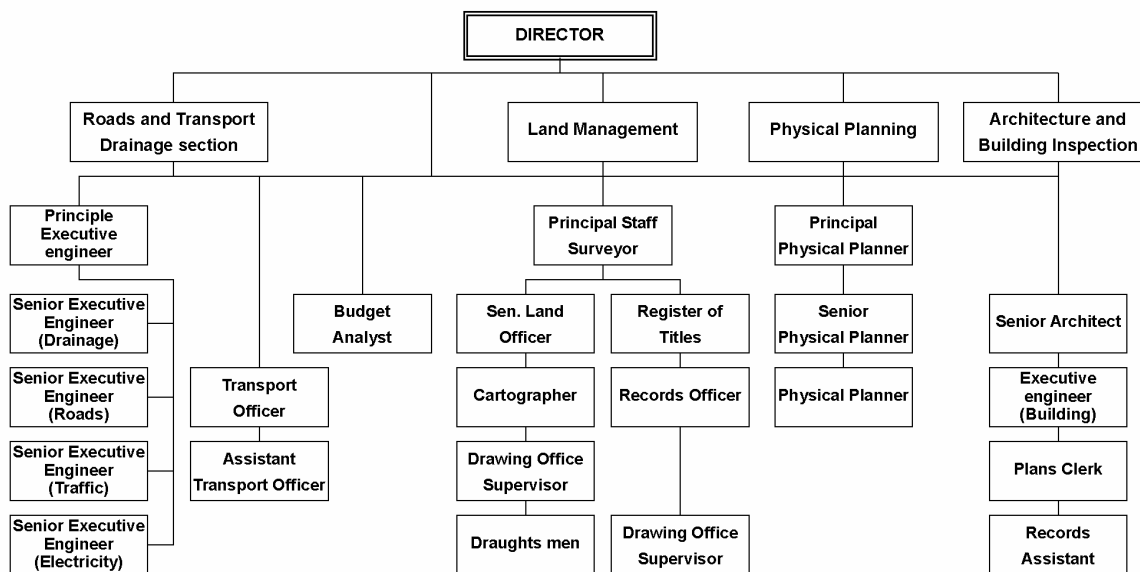 DIRECTOR
Roads and Transport
Drainage section
Land Management
Physical Planning
Architecture and
Building Inspection
Principle
Executive
engineer
Principal Staff
Surveyor
Principal
Physical Planner
Senior Executive
Engineer
(Drainage)
Budget
Analyst
Sen. Land
Officer
Register of
Titles
Senior
Physical Planner
Senior Architect
Senior Executive
Engineer
(Roads)
Transport
Officer
Cartographer
Records Officer
Physical Planner
Executive
engineer
(Building)
Senior Executive
Engineer
(Traffic)
Assistant
Transport Officer
Drawing Office
Supervisor
Plans Clerk
Senior Executive
Engineer
(Electricity)
Draughts men
Drawing Office
Supervisor
Records
Assistant